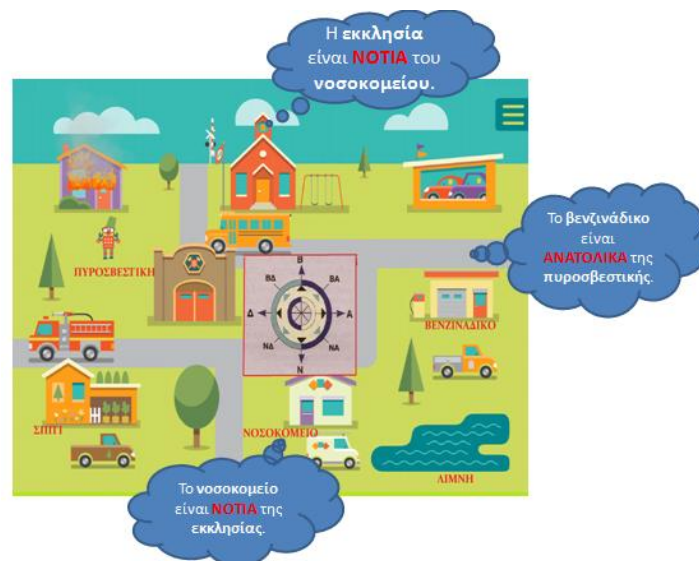 Η εκκλησία
είναι ΝΟΤΙΑ του
νοσοκομείου.
Το βενζινάδικο
είναι
ΑΝΑΤΟΛΙΚΑ της
πυροσβεστικής.
ΠΥΡΟΣΒΕΣΤΙΚΗ
Β
ΒΔ
ΒΑ
Δ
Α
ΝΔ
ΝΑ
Ν
ΒΕΝΖΙΝΑΔΙΚΟ
ΣΠΙΤΙ
ΝΟΣΟΚΟΜΕΙΟ
ΛΙΜΝΗ
Το νοσοκομείο
είναι ΝΟΤΙΑ της
εκκλησίας.